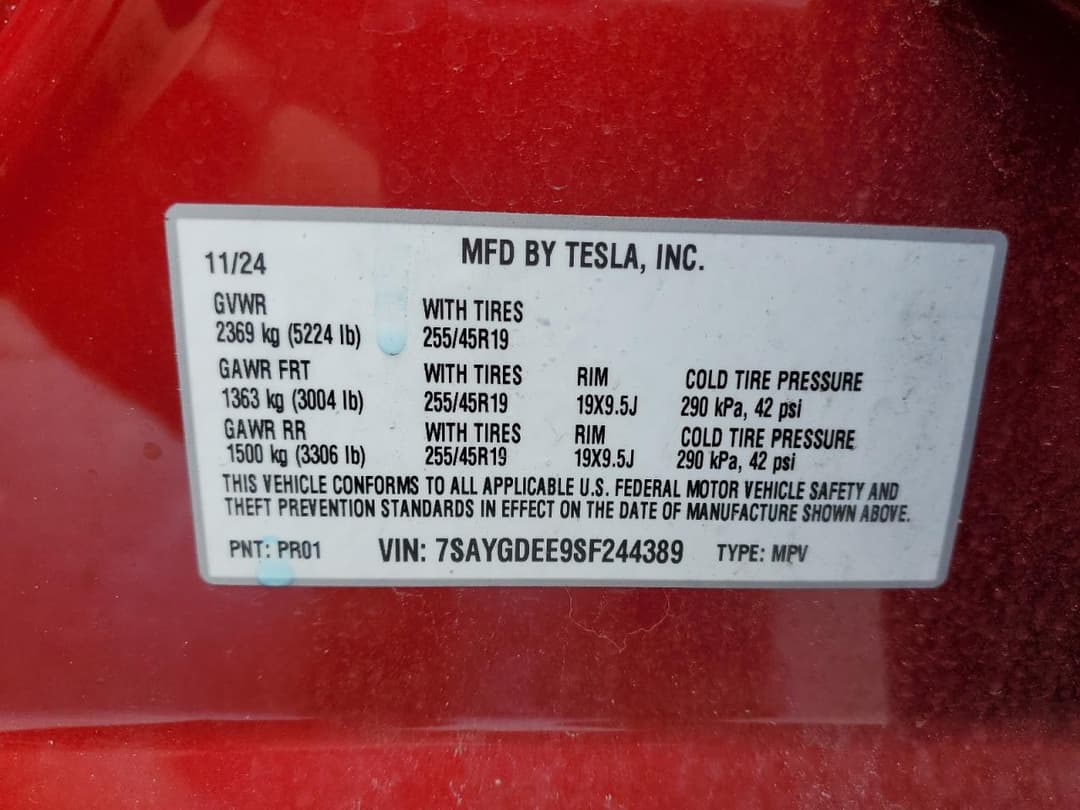 MFD BY TESLA, INC.
11/24
GVWR WITH TIRES
2369 kg (5224 lb) 255/45R19
GAWR FRT WITH TIRES RIM COLD TIRE PRESSURE
1363 kg (3004 lb) 255/45R19 19X9.5J 290 kPa, 42 psi
GAWR RR WITH TIRES RIM COLD TIRE PRESSURE
1500 kg (3306 lb) 255/45R19 19X9.5J 290 kPa, 42 psi
THIS VEHICLE CONFORMS TO ALL APPLICABLE U.S. FEDERAL MOTOR VEHICLE SAFETY AND
THEFT PREVENTION STANDARDS IN EFFECT ON THE DATE OF MANUFACTURE SHOWN ABOVE.
PNT: PR01 VIN: 7SAYGDEE9SF244389 TYPE: MPV